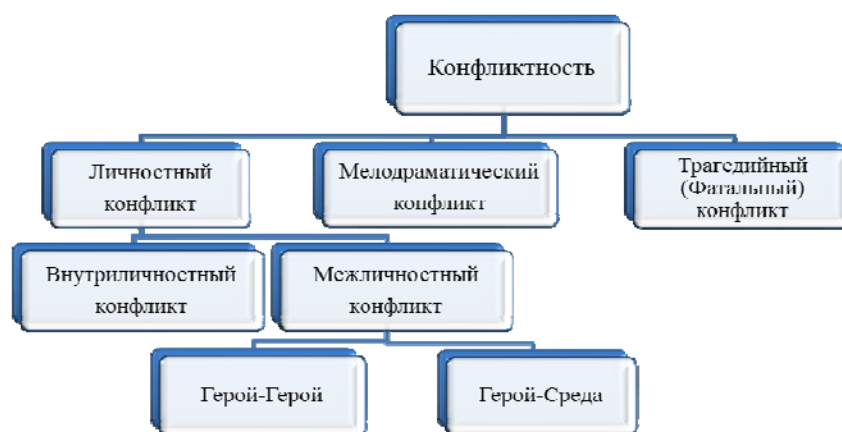 Конфликтность
Личностный
конфликт
Мелодраматический
конфликт
Трагедийный
(Фатальный)
конфликт
Внутриличностный
конфликт
Межличностный
конфликт
Герой-Герой
Герой-Среда